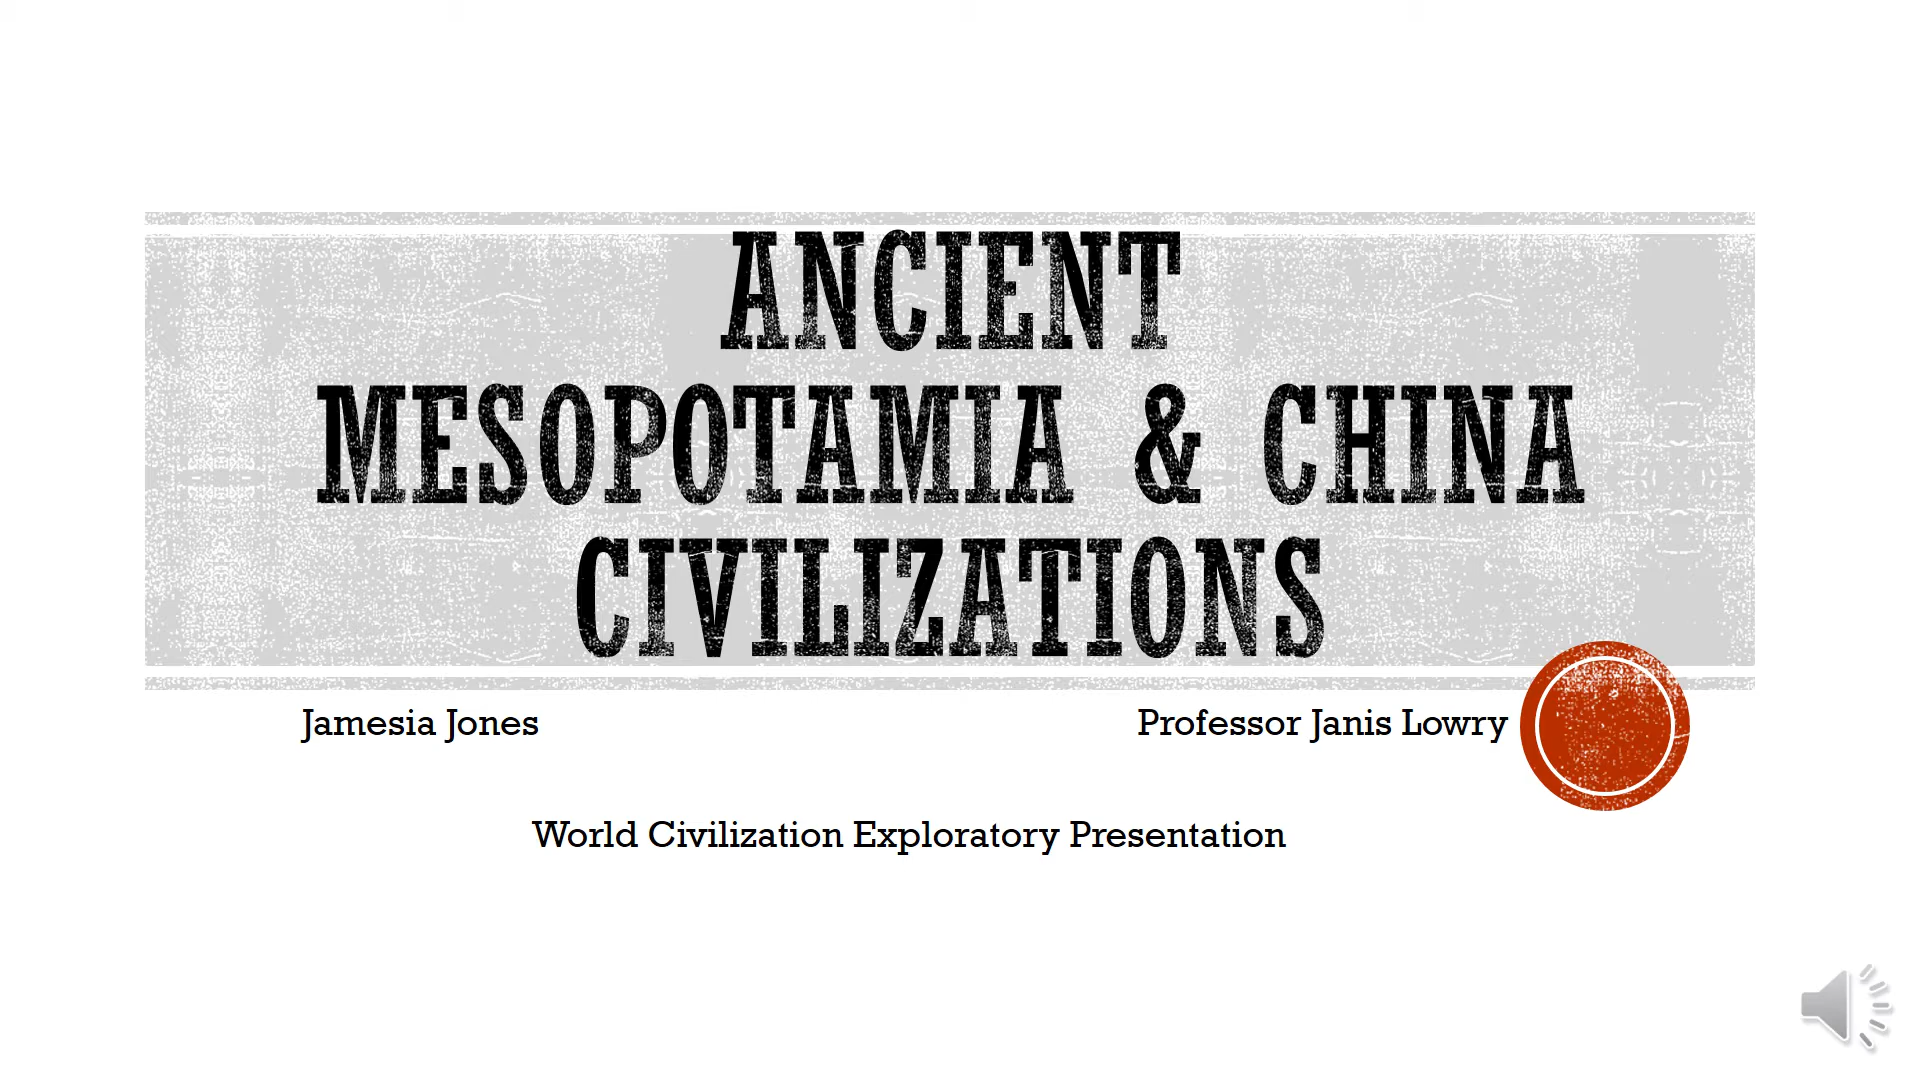 ANCIENT
MESOPOTAMIA & CHINA
CIVILIZATIONS
Jamesia Jones Professor Janis Lowry
World Civilization Exploratory Presentation